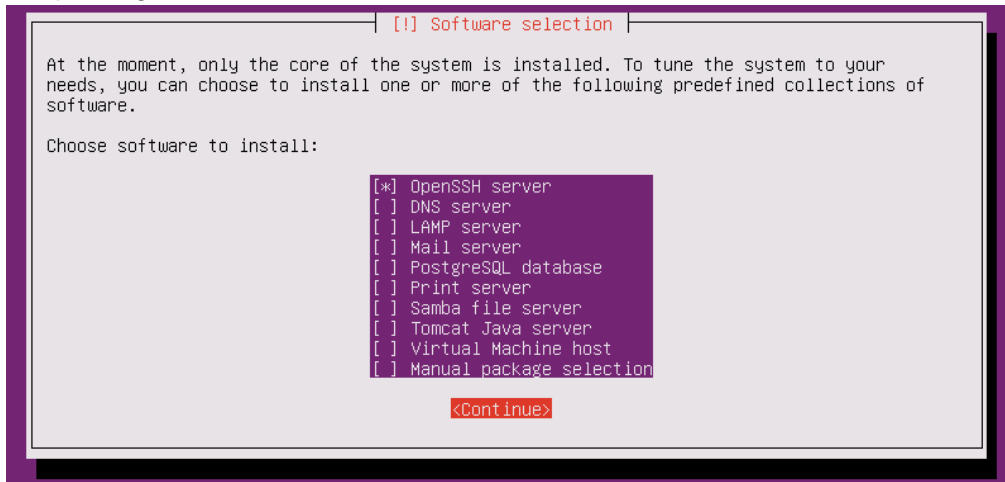 [!] Software selection
At the moment, only the core of the system is installed. To tune the system to your
needs, you can choose to install one or more of the following predefined collections of
software.
Choose software to install:
[*] OpenSSH server
[ ] DNS server
[ ] LAMP server
[ ] Mail server
[ ] PostgreSQL database
[ ] Print server
[ ] Samba file server
[ ] Tomcat Java server
[ ] Virtual Machine host
[ ] Manual package selection
<Continue>